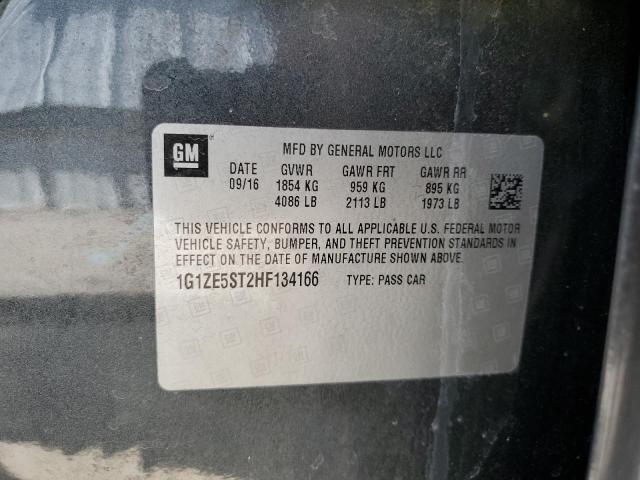 GM
MFD BY GENERAL MOTORS LLC
DATE GVWR GAWR FRT GAWR RR
09/16 1854 KG 959 KG 895 KG
4086 LB 2113 LB 1973 LB
THIS VEHICLE CONFORMS TO ALL APPLICABLE U.S. FEDERAL MOTOR
VEHICLE SAFETY, BUMPER, AND THEFT PREVENTION STANDARDS IN
EFFECT ON THE DATE OF MANUFACTURE SHOWN ABOVE.
1G1ZE5ST2HF134166 TYPE: PASS CAR